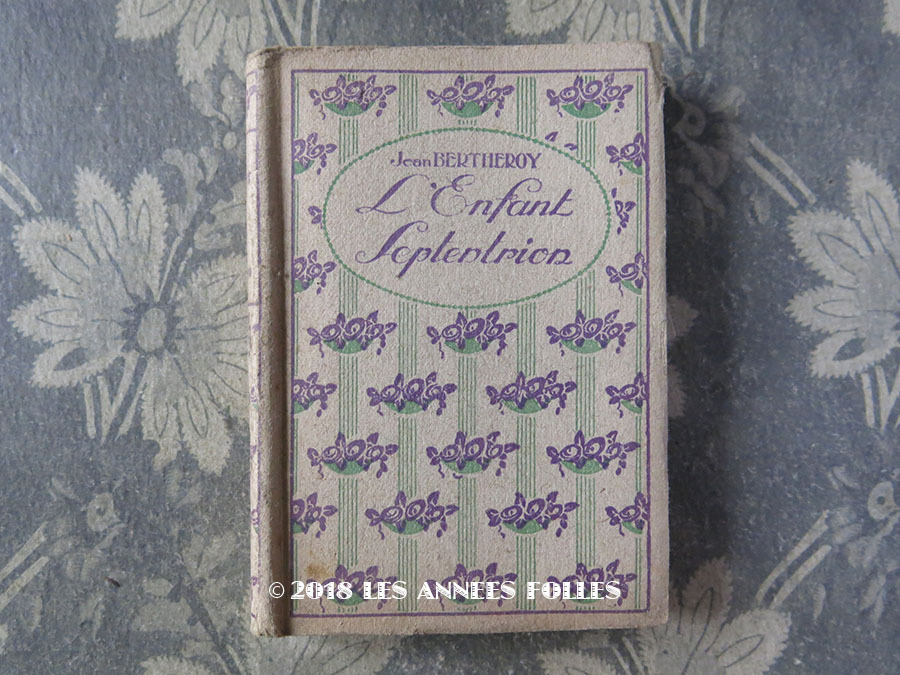 Jean BERTHEROY
L'Enfant
Septentrion
© 2018 LES ANNEES FOLLES